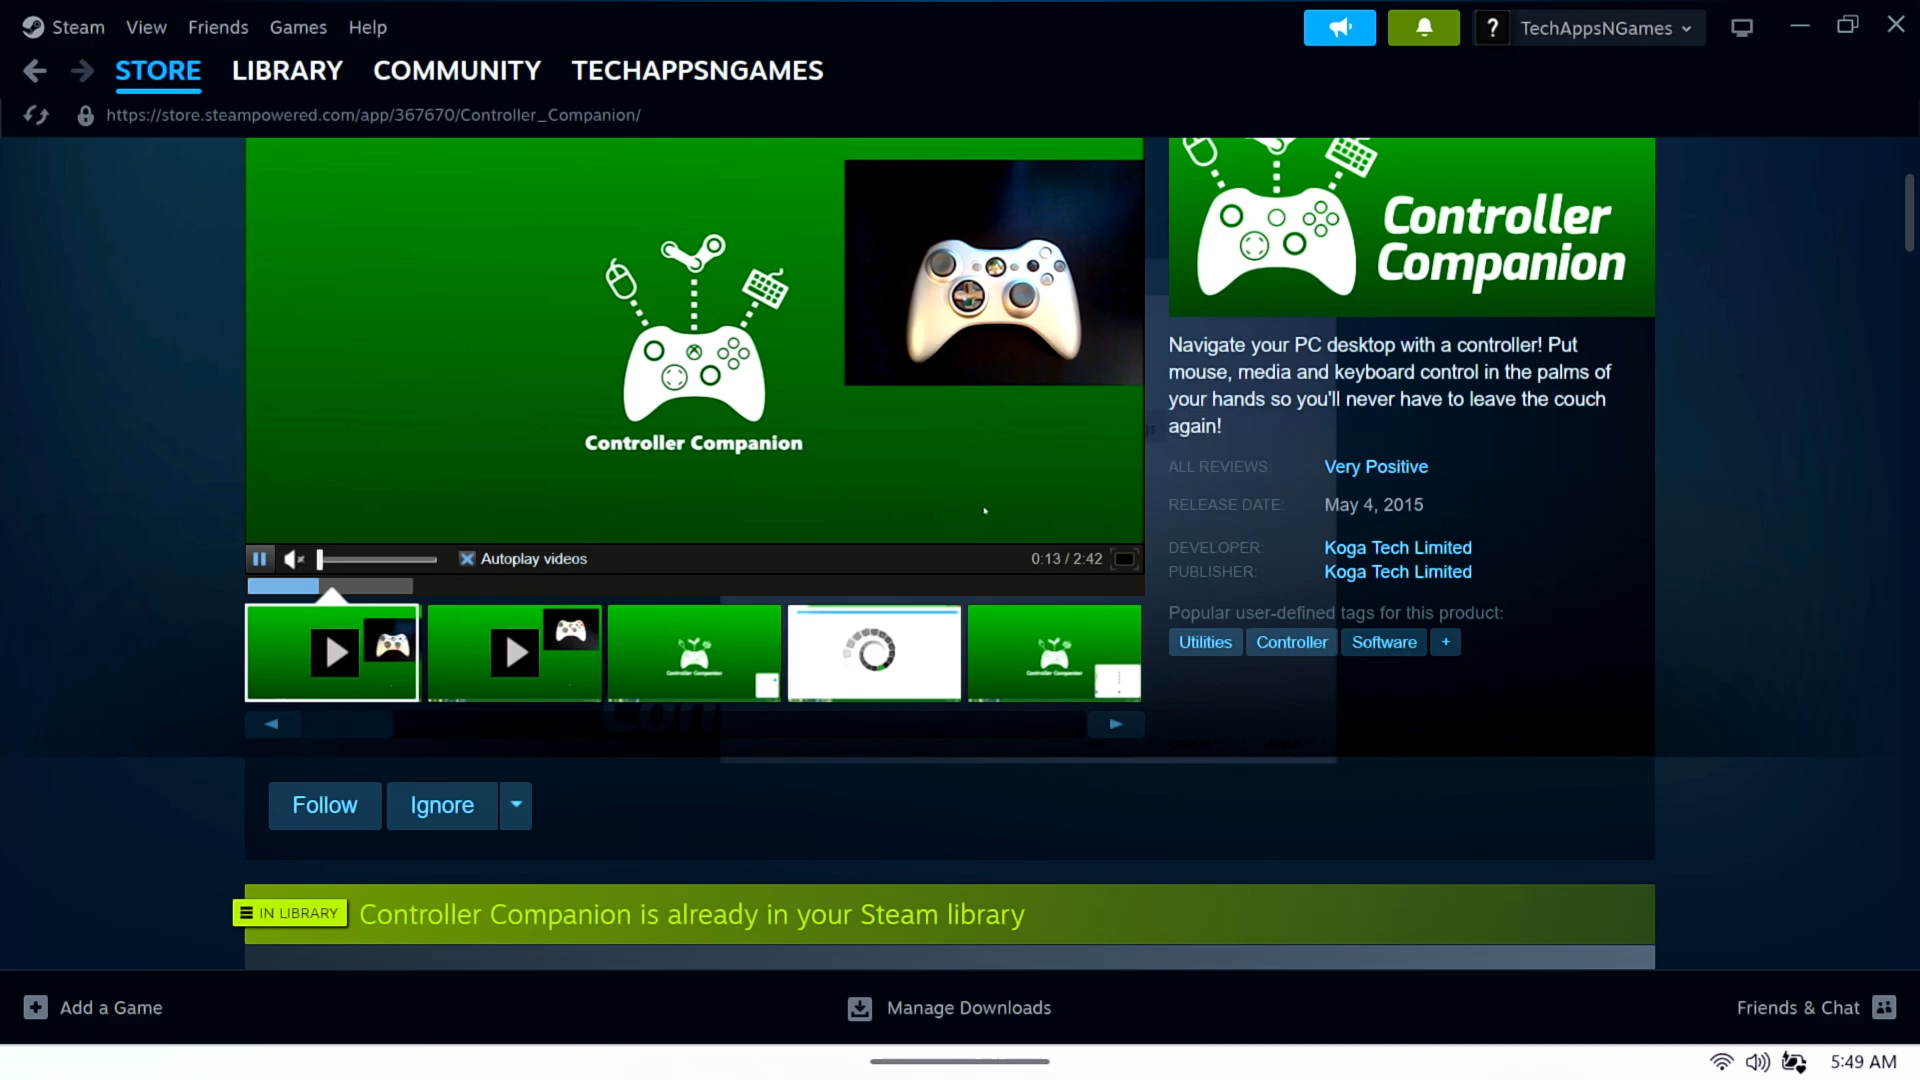 Steam View Friends Games Help
? TechAppsNGames
STORE LIBRARY COMMUNITY TECHAPPSNGAMES
https://store.steampowered.com/app/367670/Controller_Companion/
Controller Companion
Controller
Companion
Navigate your PC desktop with a controller! Put
mouse, media and keyboard control in the palms of
your hands so you'll never have to leave the couch
again!
ALL REVIEWS: Very Positive
RELEASE DATE: May 4, 2015
DEVELOPER: Koga Tech Limited
PUBLISHER: Koga Tech Limited
Popular user-defined tags for this product:
Utilities Controller Software +
Autoplay videos 0:13 / 2:42
Follow Ignore
IN LIBRARY Controller Companion is already in your Steam library
Add a Game Manage Downloads Friends & Chat
5:49 AM